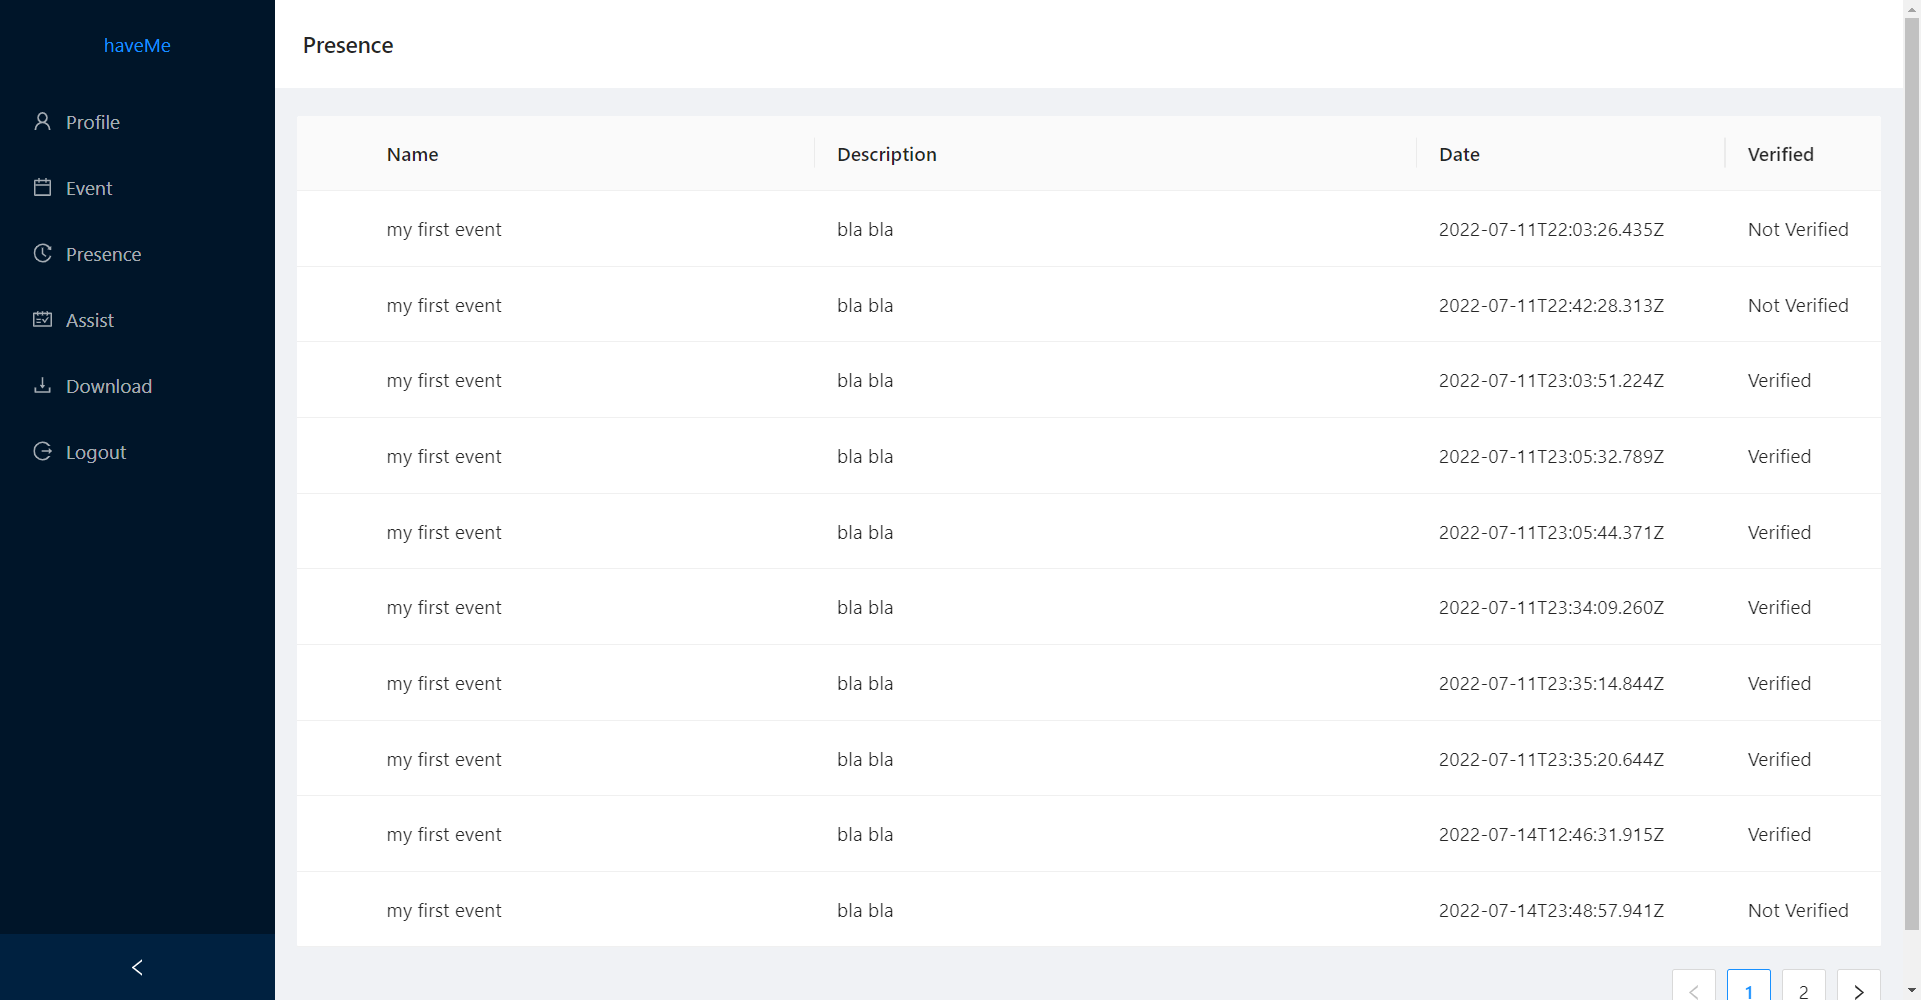 haveMe
Profile
Event
Presence
Assist
Download
Logout
Presence
Name Description Date Verified
my first event bla bla 2022-07-11T22:03:26.435Z Not Verified
my first event bla bla 2022-07-11T22:42:28.313Z Not Verified
my first event bla bla 2022-07-11T23:03:51.224Z Verified
my first event bla bla 2022-07-11T23:05:32.789Z Verified
my first event bla bla 2022-07-11T23:05:44.371Z Verified
my first event bla bla 2022-07-11T23:34:09.260Z Verified
my first event bla bla 2022-07-11T23:35:14.844Z Verified
my first event bla bla 2022-07-11T23:35:20.644Z Verified
my first event bla bla 2022-07-14T12:46:31.915Z Verified
my first event bla bla 2022-07-14T23:48:57.941Z Not Verified
1 2